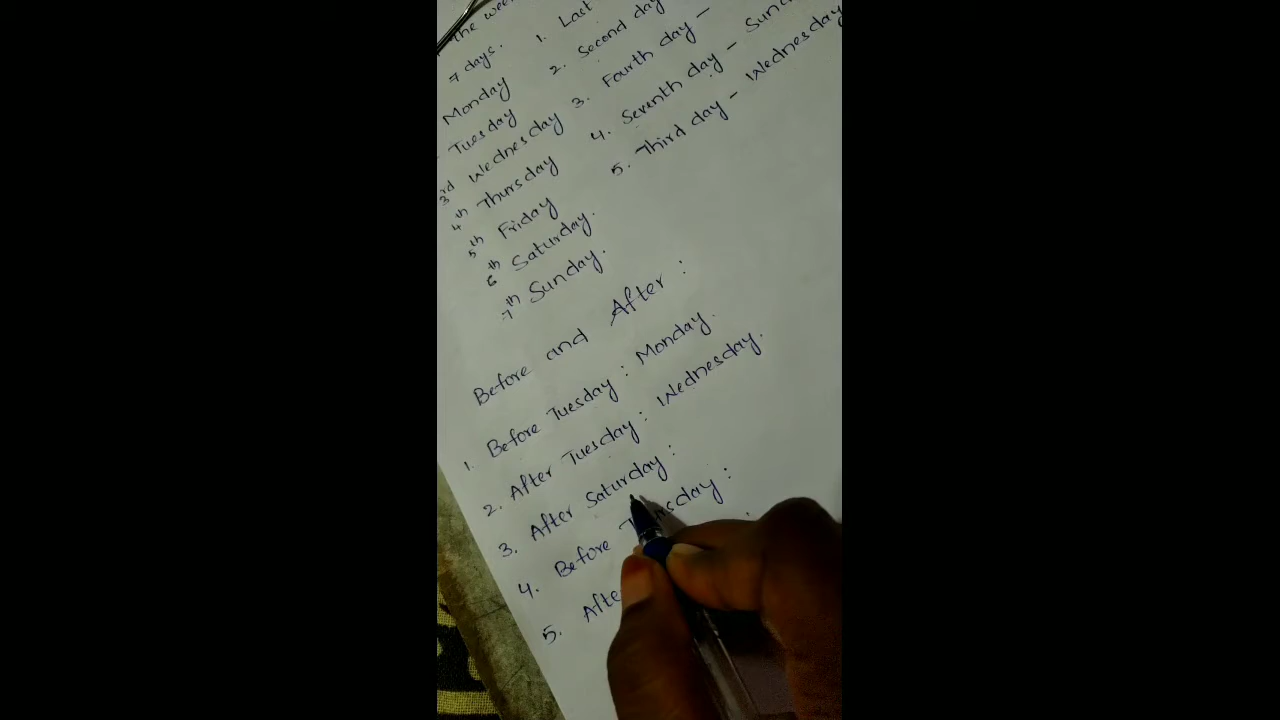 the week
7 days.
Monday
Tuesday
3rd Wednesday
4th Thursday
5th Friday
6th Saturday.
7th Sunday.
1. Last
2. Second day
3. Fourth day -
4. Seventh day -
5. Third day - Wednesday
Before and After :
1. Before Tuesday : Monday.
2. After Tuesday : Wednesday.
3. After Saturday :
4. Before :
5.